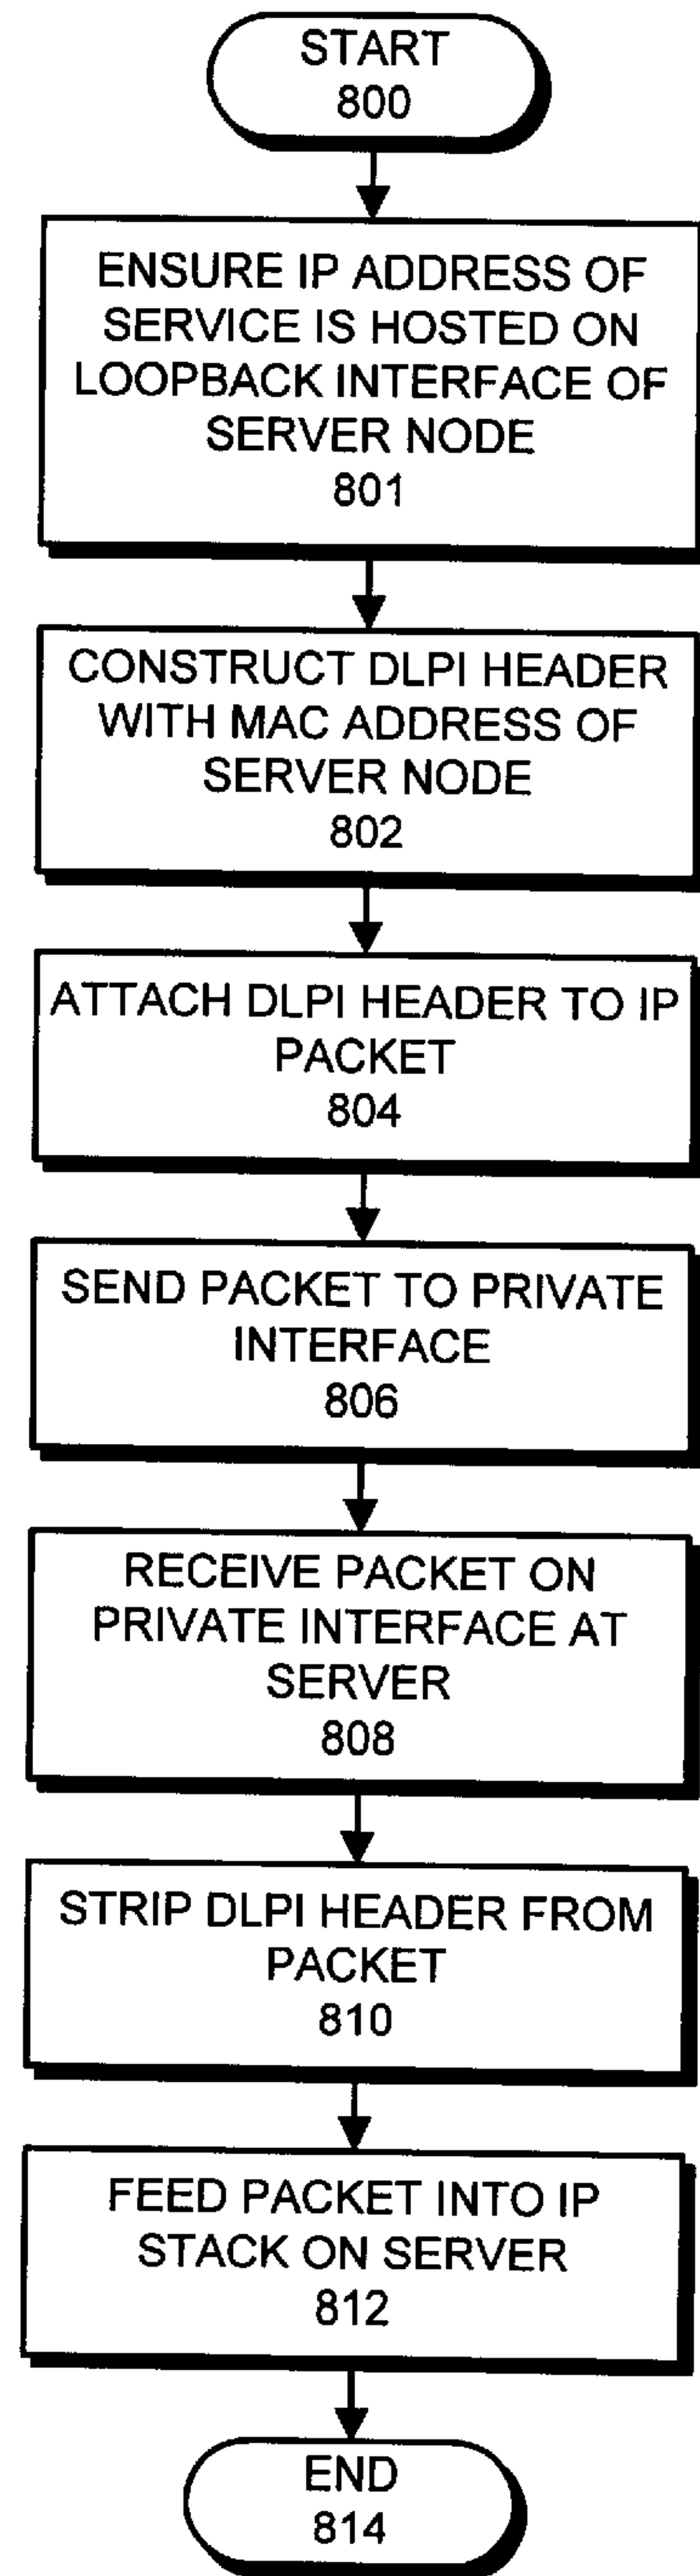 START
800
ENSURE IP ADDRESS OF
SERVICE IS HOSTED ON
LOOPBACK INTERFACE OF
SERVER NODE
801
CONSTRUCT DLPI HEADER
WITH MAC ADDRESS OF
SERVER NODE
802
ATTACH DLPI HEADER TO IP
PACKET
804
SEND PACKET TO PRIVATE
INTERFACE
806
RECEIVE PACKET ON
PRIVATE INTERFACE AT
SERVER
808
STRIP DLPI HEADER FROM
PACKET
810
FEED PACKET INTO IP
STACK ON SERVER
812
END
814